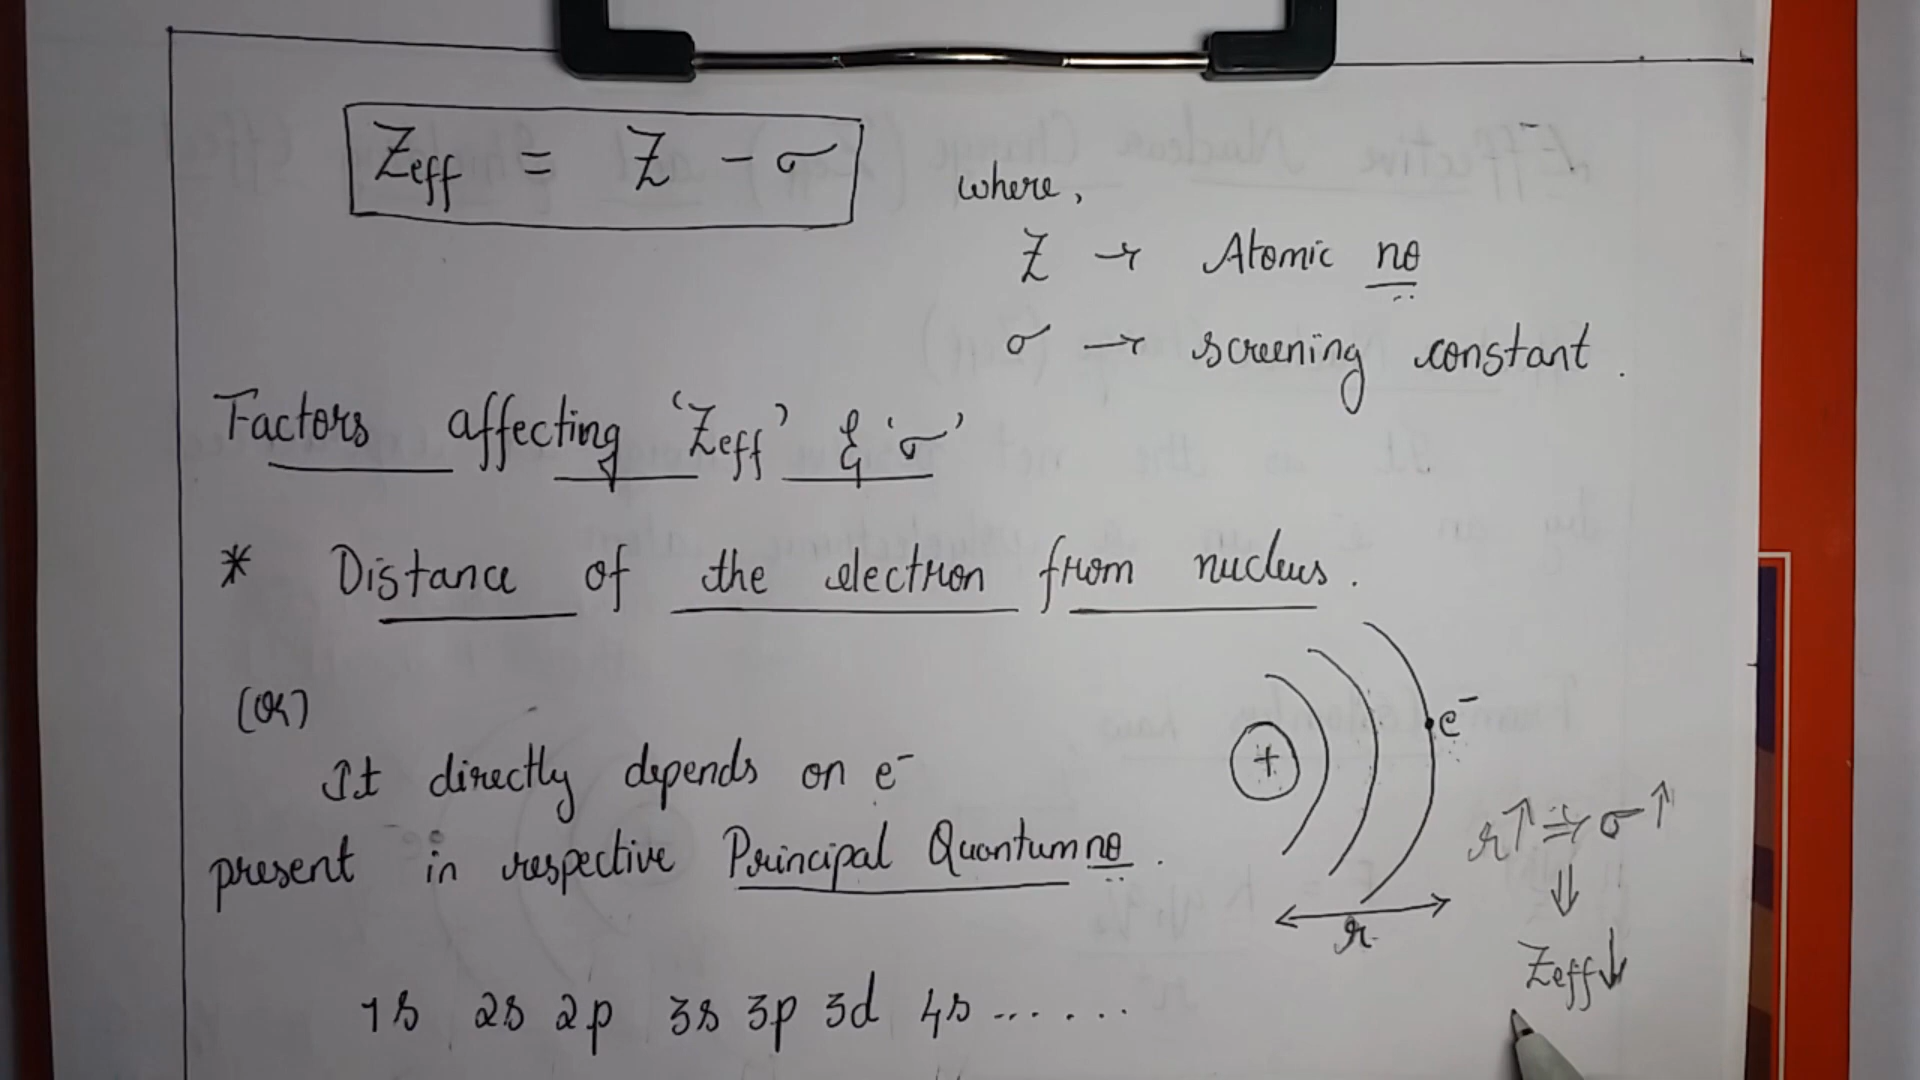 Zeff = Z - σ
where,
Z → Atomic no
σ → screening constant.
Factors affecting 'Zeff' & 'σ'
* Distance of the electron from nucleus.
(or)
It directly depends on e⁻
present in respective Principal Quantum no.
1s 2s 2p 3s 3p 3d 4s ......
+
e⁻
r
r↑ ⇒ σ↑
⇓
Zeff↓